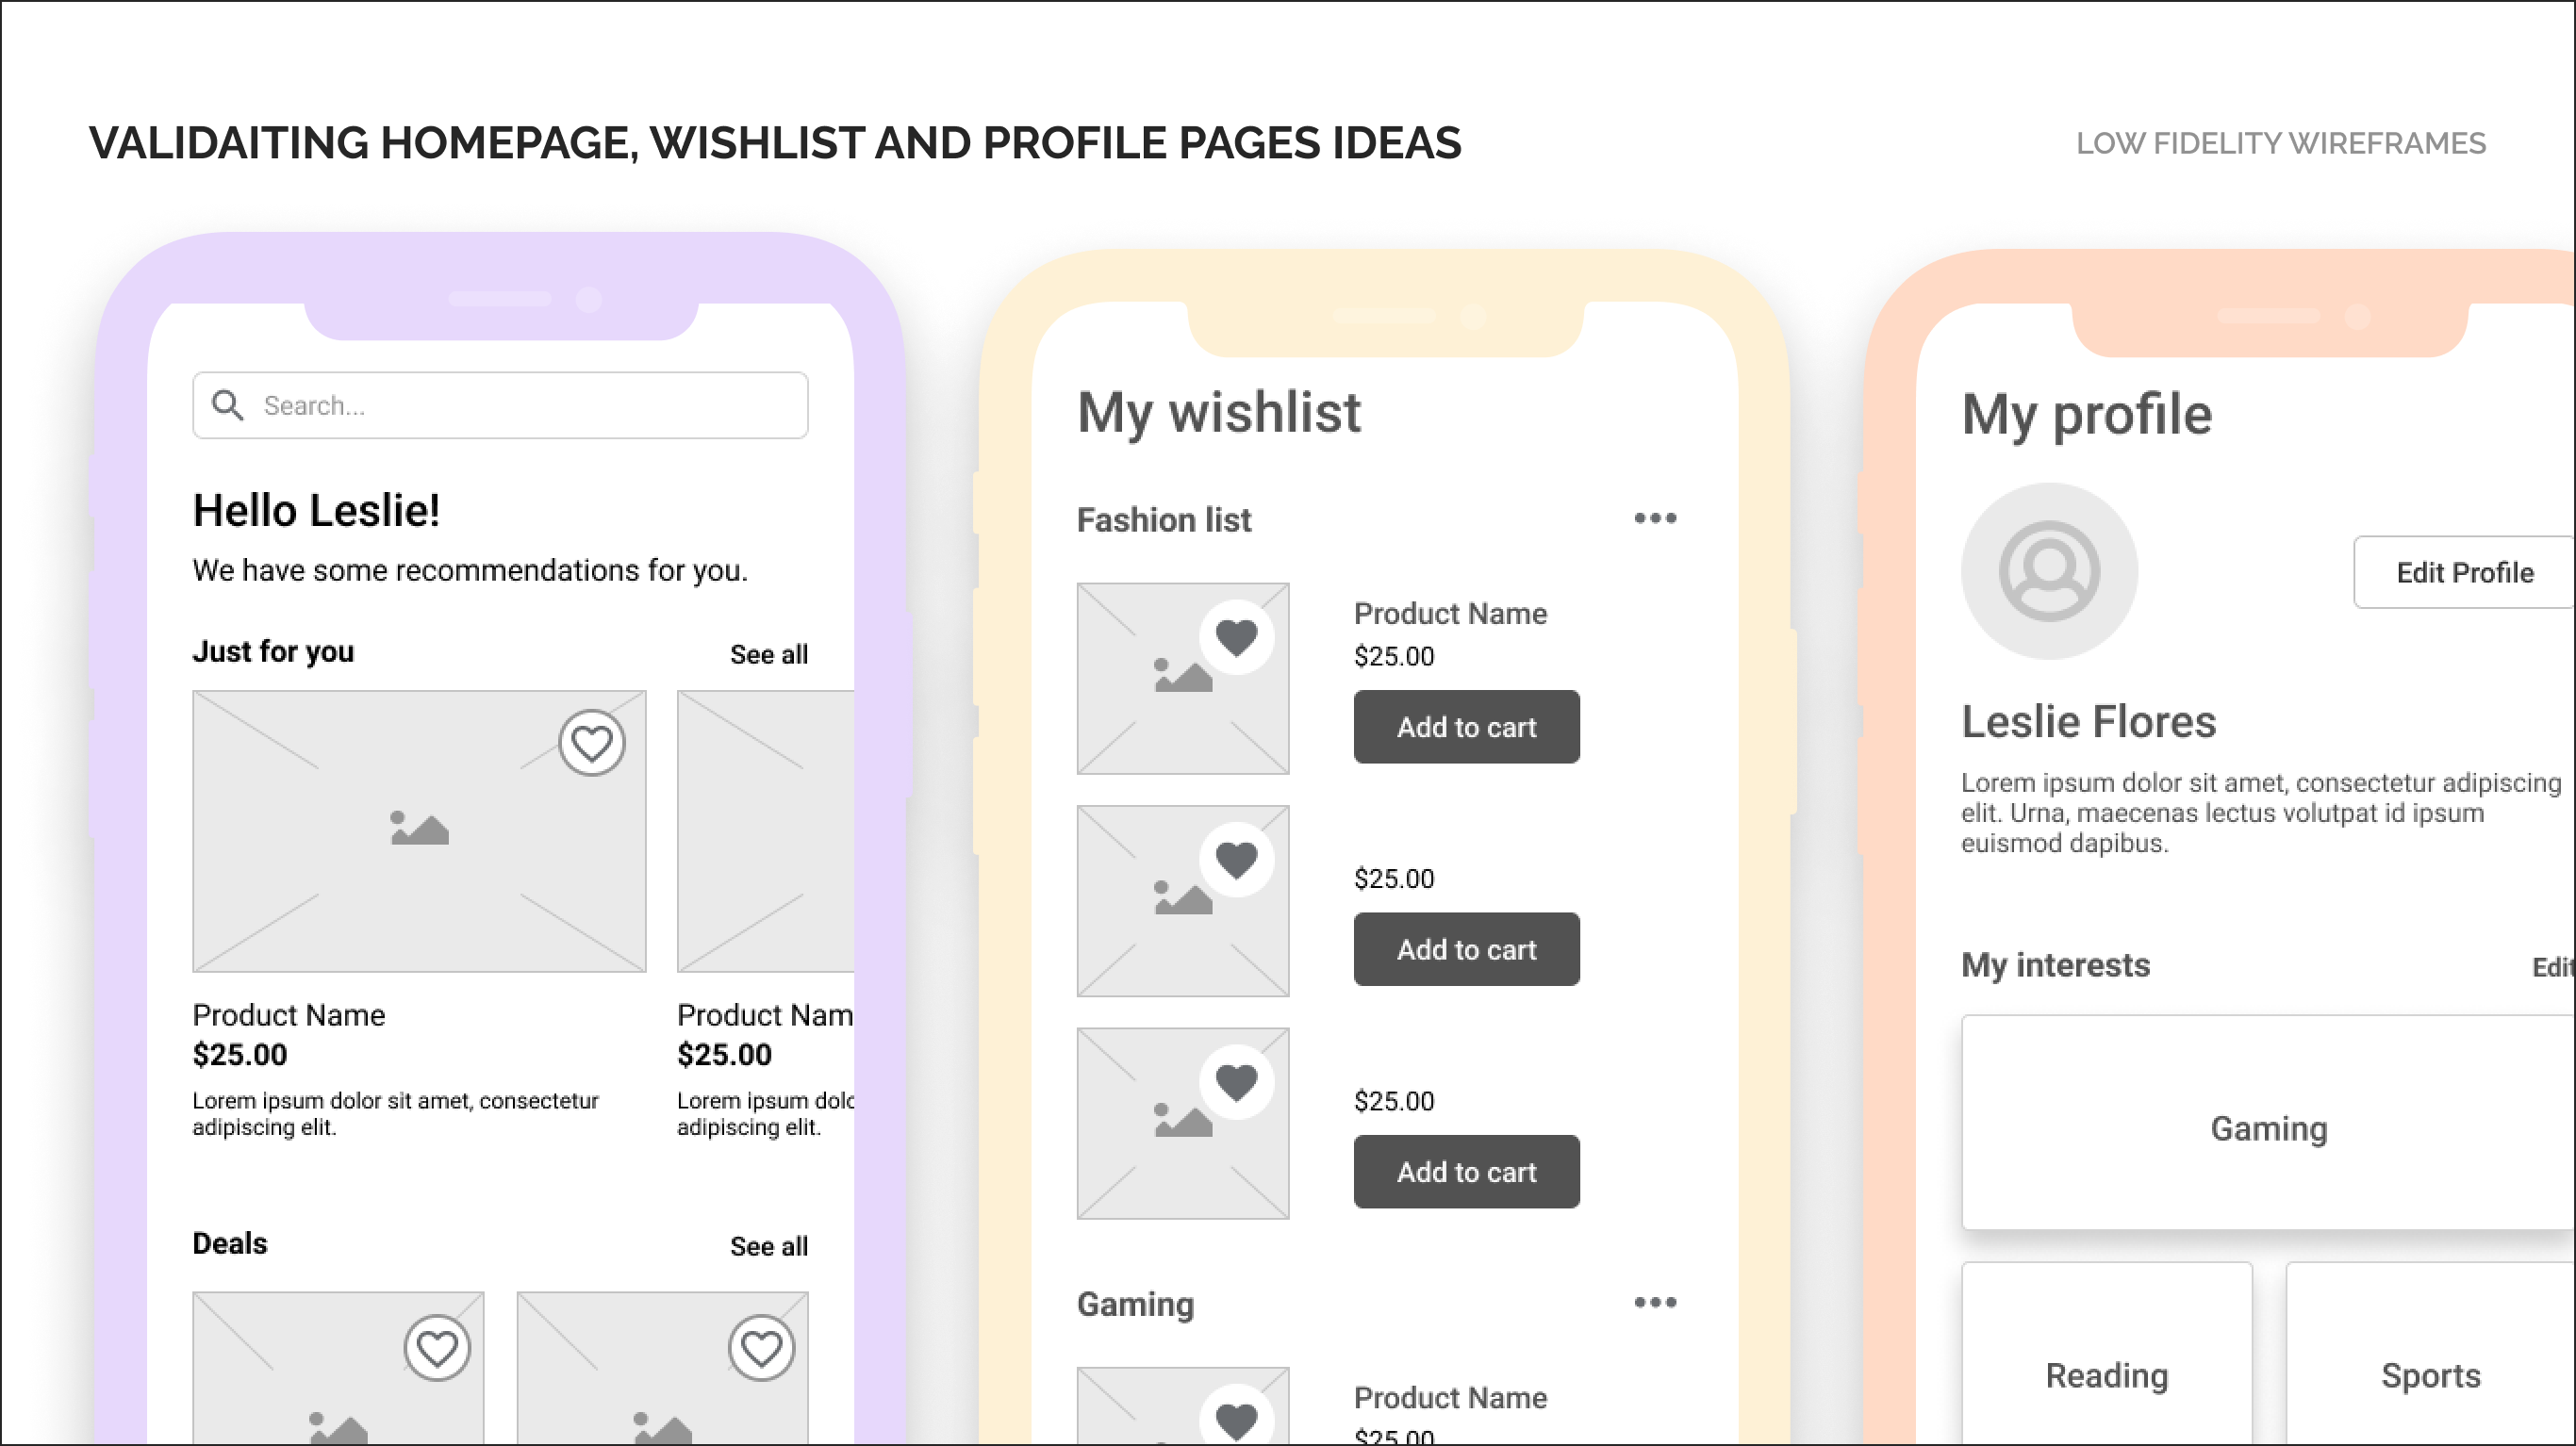 VALIDAITING HOMEPAGE, WISHLIST AND PROFILE PAGES IDEAS
LOW FIDELITY WIREFRAMES
Search...
Hello Leslie!
We have some recommendations for you.
Just for you
See all
Product Name
$25.00
Lorem ipsum dolor sit amet, consectetur
adipiscing elit.
Product Nam
$25.00
Lorem ipsum dolo
adipiscing elit.
Deals
See all
My wishlist
Fashion list
Product Name
$25.00
Add to cart
$25.00
Add to cart
$25.00
Add to cart
Gaming
Product Name
$25.00
My profile
Edit Profile
Leslie Flores
Lorem ipsum dolor sit amet, consectetur adipiscing
elit. Urna, maecenas lectus volutpat id ipsum
euismod dapibus.
My interests
Edit
Gaming
Reading
Sports